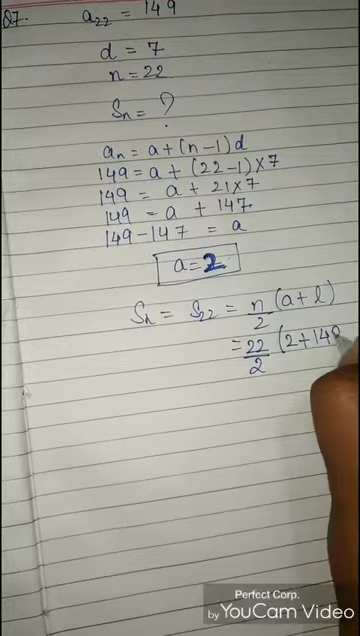 Q7. a22 = 149
d = 7
n = 22
Sn = ?
an = a + (n-1)d
149 = a + (22-1)×7
149 = a + 21×7
149 = a + 147
149-147 = a
a = 2
Sn = S22 = n/2 (a + l)
= 22/2 (2 + 149
Perfect Corp.
by YouCam Video